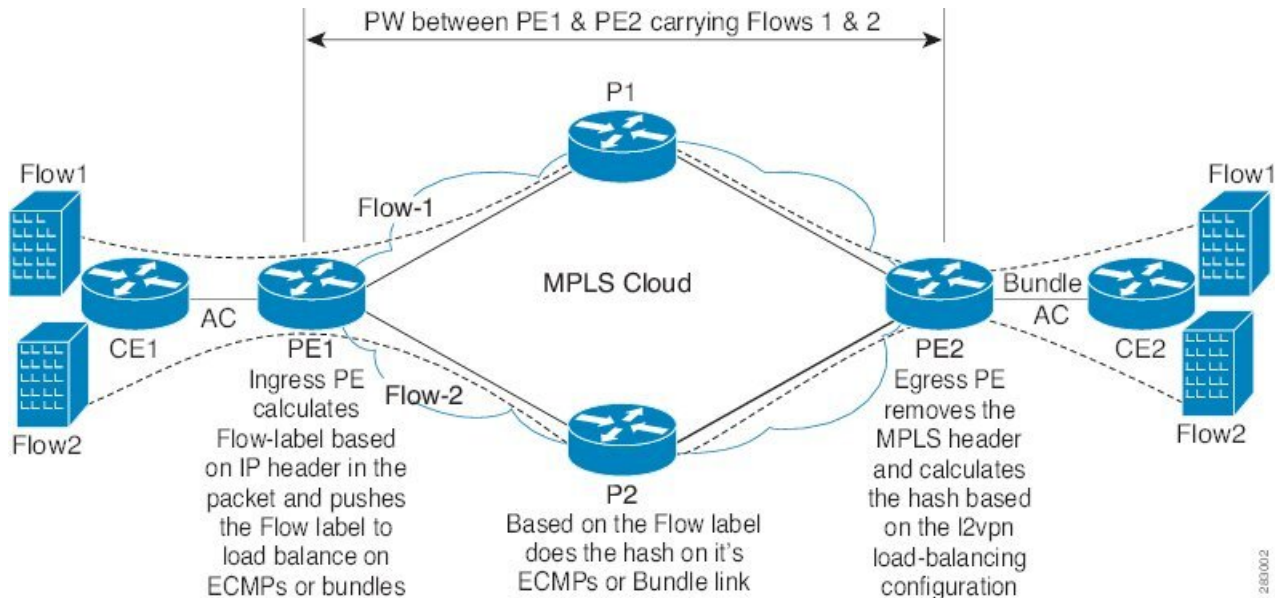 PW between PE1 & PE2 carrying Flows 1 & 2
P1
Flow1
Flow1
Flow-1
MPLS Cloud
Bundle
AC
AC
CE1
PE1
PE2
CE2
Flow-2
Flow2
Flow2
Ingress PE
calculates
Flow-label based
on IP header in the
packet and pushes
the Flow label to
load balance on
ECMPs or bundles
P2
Based on the Flow label
does the hash on it's
ECMPs or Bundle link
Egress PE
removes the
MPLS header
and calculates
the hash based
on the l2vpn
load-balancing
configuration
283002